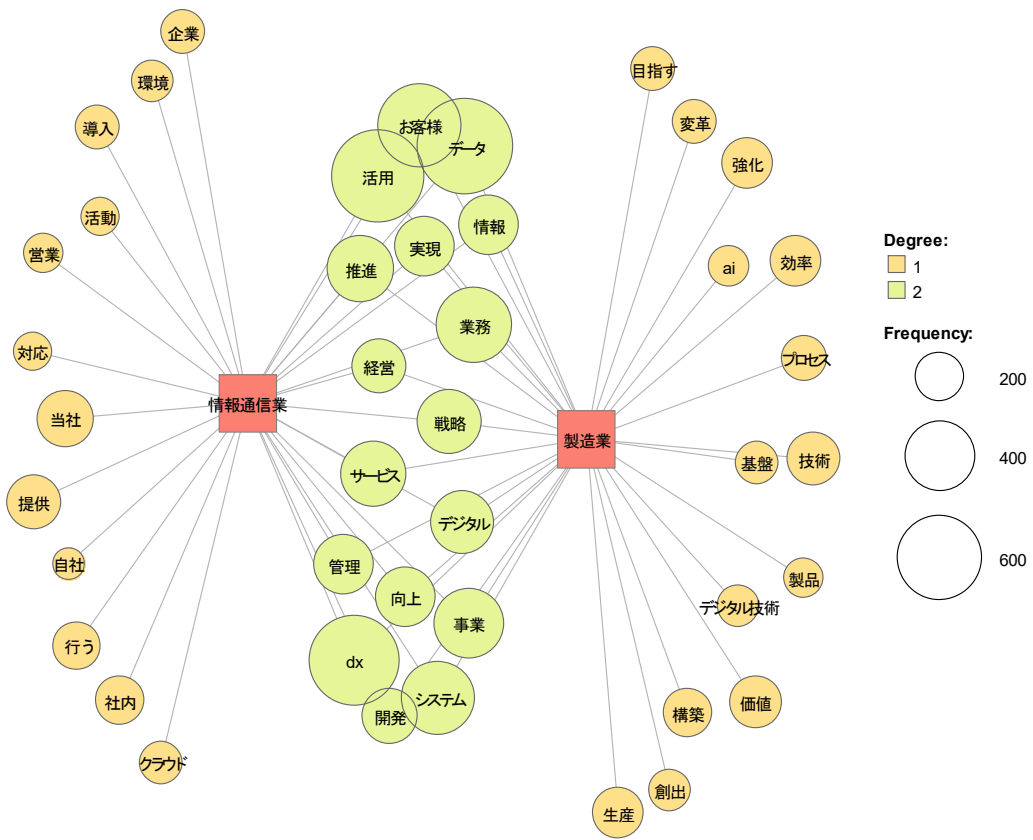 企業
環境
導入
活動
営業
対応
当社
提供
自社
行う
社内
クラウド
情報通信業
お客様
データ
活用
情報
実現
推進
業務
経営
戦略
サービス
デジタル
管理
向上
事業
dx
システム
開発
製造業
目指す
変革
強化
ai
効率
プロセス
基盤
技術
製品
デジタル技術
価値
構築
創出
生産
Degree:
1
2
Frequency:
200
400
600